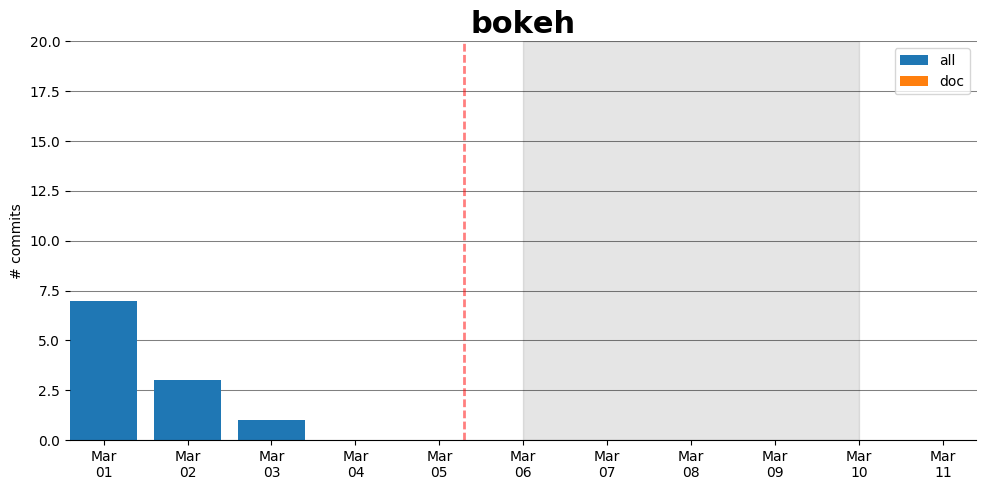 bokeh
20.0
17.5
15.0
12.5
10.0
7.5
5.0
2.5
0.0
# commits
all
doc
Mar 01
Mar 02
Mar 03
Mar 04
Mar 05
Mar 06
Mar 07
Mar 08
Mar 09
Mar 10
Mar 11